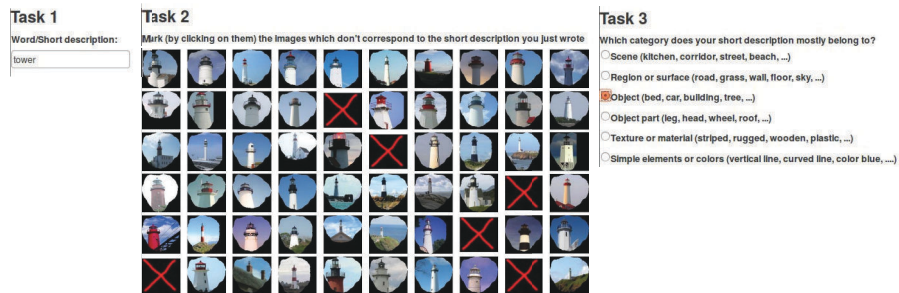 Task 1
Word/Short description:
tower
Task 2
Mark (by clicking on them) the images which don't correspond to the short description you just wrote
Task 3
Which category does your short description mostly belong to?
Scene (kitchen, corridor, street, beach, ...)
Region or surface (road, grass, wall, floor, sky, ...)
Object (bed, car, building, tree, ...)
Object part (leg, head, wheel, roof, ...)
Texture or material (striped, rugged, wooden, plastic, ...)
Simple elements or colors (vertical line, curved line, color blue, ....)